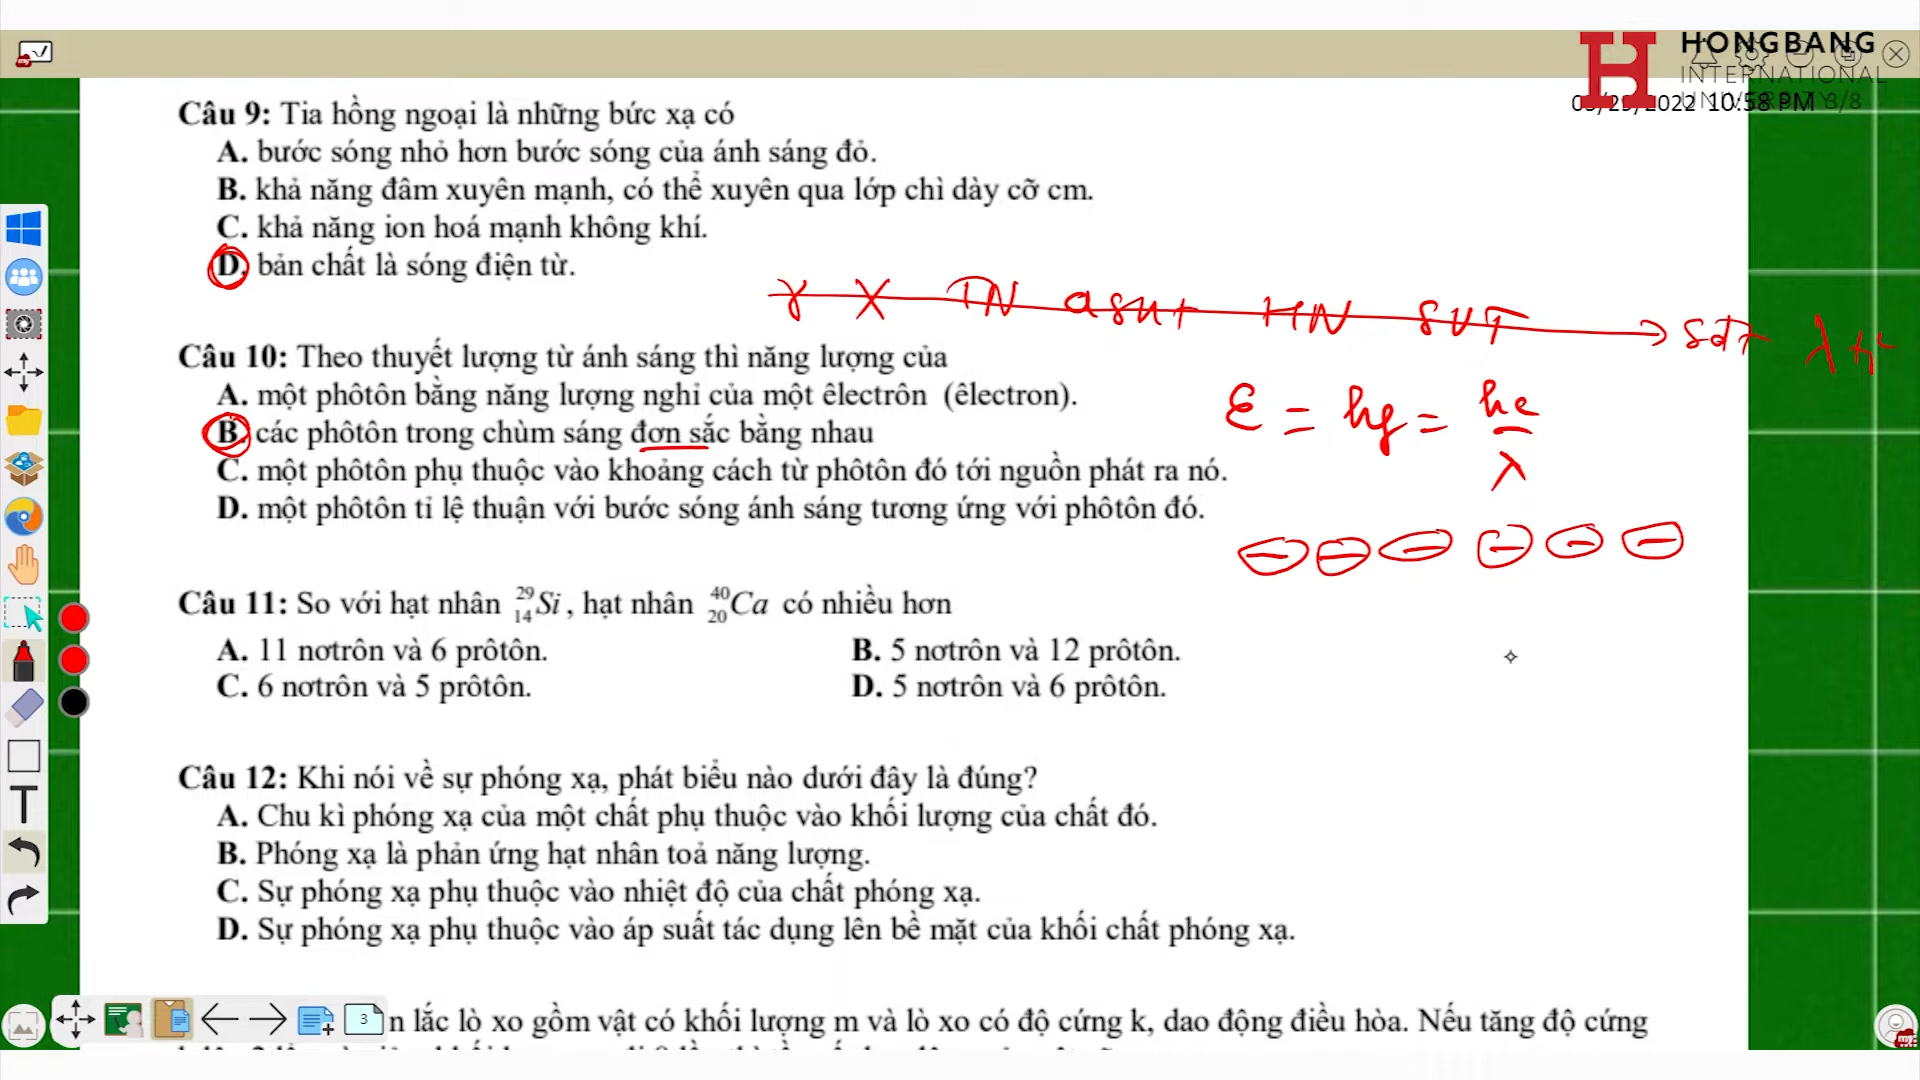 HONGBANG
INTERNATIONAL
UNIVERSITY
10:58 PM 3/8
Câu 9: Tia hồng ngoại là những bức xạ có
A. bước sóng nhỏ hơn bước sóng của ánh sáng đỏ.
B. khả năng đâm xuyên mạnh, có thể xuyên qua lớp chì dày cỡ cm.
C. khả năng ion hoá mạnh không khí.
D. bản chất là sóng điện từ.
γ X TN HN SVT
λ
Câu 10: Theo thuyết lượng từ ánh sáng thì năng lượng của
A. một phôtôn bằng năng lượng nghỉ của một êlectrôn (êlectron).
B. các phôtôn trong chùm sáng đơn sắc bằng nhau
C. một phôtôn phụ thuộc vào khoảng cách từ phôtôn đó tới nguồn phát ra nó.
D. một phôtôn tỉ lệ thuận với bước sóng ánh sáng tương ứng với phôtôn đó.
ε = hf = hc/λ
Câu 11: So với hạt nhân ²⁹₁₄Si, hạt nhân ⁴⁰₂₀Ca có nhiều hơn
A. 11 nơtrôn và 6 prôtôn.
B. 5 nơtrôn và 12 prôtôn.
C. 6 nơtrôn và 5 prôtôn.
D. 5 nơtrôn và 6 prôtôn.
Câu 12: Khi nói về sự phóng xạ, phát biểu nào dưới đây là đúng?
A. Chu kì phóng xạ của một chất phụ thuộc vào khối lượng của chất đó.
B. Phóng xạ là phản ứng hạt nhân toả năng lượng.
C. Sự phóng xạ phụ thuộc vào nhiệt độ của chất phóng xạ.
D. Sự phóng xạ phụ thuộc vào áp suất tác dụng lên bề mặt của khối chất phóng xạ.
3
n lắc lò xo gồm vật có khối lượng m và lò xo có độ cứng k, dao động điều hòa. Nếu tăng độ cứng